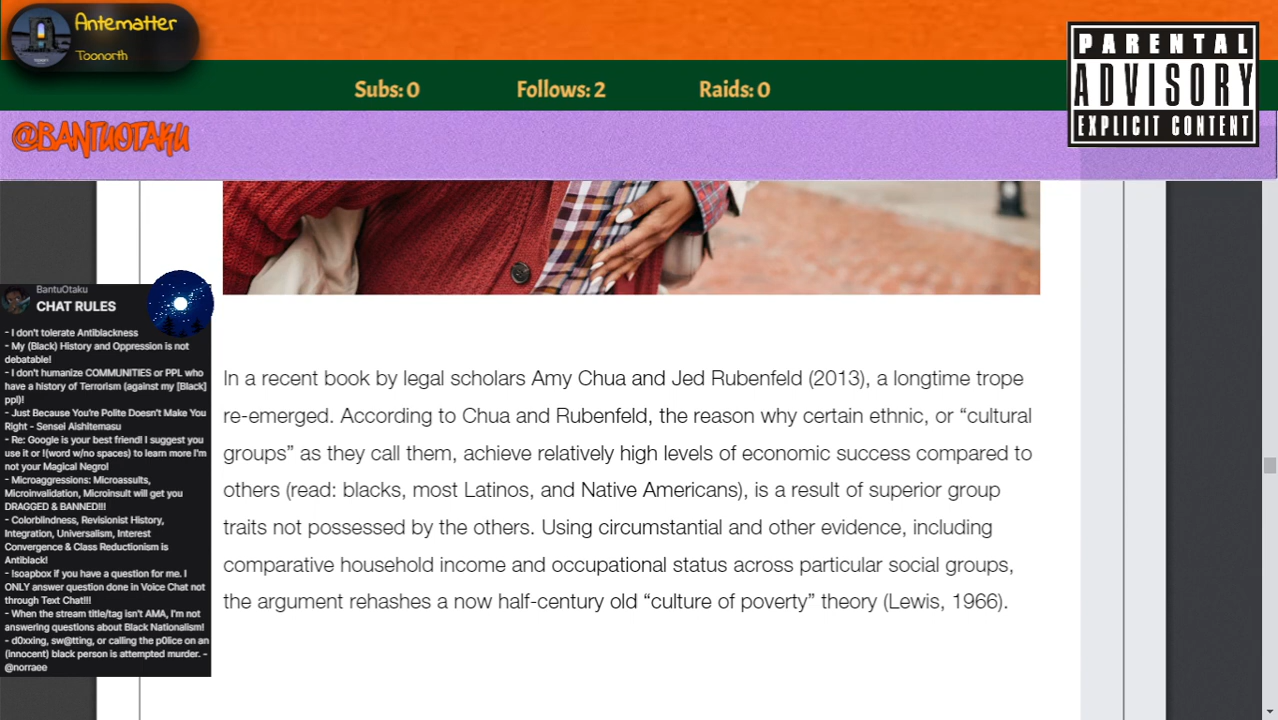 Antematter
Toonorth
Subs: 0
Follows: 2
Raids: 0
PARENTAL
ADVISORY
EXPLICIT CONTENT
@BANTUOTAKU
BantuOtaku
CHAT RULES
- I don't tolerate Antiblackness
- My (Black) History and Oppression is not
debatable!
- I don't humanize COMMUNITIES or PPL who
have a history of Terrorism (against my [Black]
ppl)!
- Just Because You're Polite Doesn't Make You
Right - Sensei Aishitemasu
- Re: Google is your best friend! I suggest you
use it or !(word w/no spaces) to learn more I'm
not your Magical Negro!
- Microaggressions: Microassults,
Microinvalidation, Microinsult will get you
DRAGGED & BANNED!!!
- Colorblindness, Revisionist History,
Integration, Universalism, Interest
Convergence & Class Reductionism is
Antiblack!
- !soapbox if you have a question for me. I
ONLY answer question done in Voice Chat not
through Text Chat!!!
- When the stream title/tag isn't AMA, I'm not
answering questions about Black Nationalism!
- d0xxing, sw@tting, or calling the p0lice on an
(innocent) black person is attempted murder. -
@norraee
In a recent book by legal scholars Amy Chua and Jed Rubenfeld (2013), a longtime trope
re-emerged. According to Chua and Rubenfeld, the reason why certain ethnic, or “cultural
groups” as they call them, achieve relatively high levels of economic success compared to
others (read: blacks, most Latinos, and Native Americans), is a result of superior group
traits not possessed by the others. Using circumstantial and other evidence, including
comparative household income and occupational status across particular social groups,
the argument rehashes a now half-century old “culture of poverty” theory (Lewis, 1966).